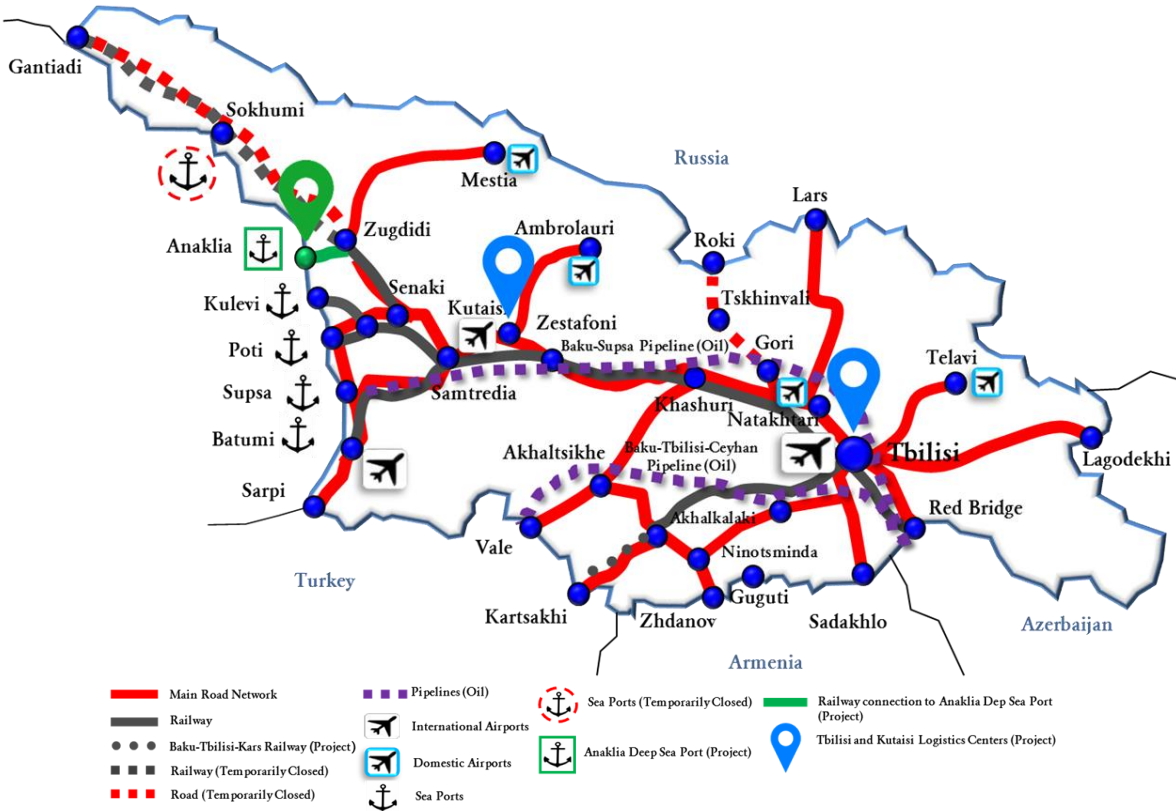 Gantiadi
Sokhumi
Russia
Mestia
Lars
Ambrolauri
Zugdidi
Roki
Anaklia
Senaki
Kulevi
Kutaisi
Tskhinvali
Zestafoni
Gori
Baku-Supsa Pipeline (Oil)
Poti
Telavi
Supsa
Samtredia
Khashuri
Natakhtari
Batumi
Baku-Tbilisi-Ceyhan
Pipeline (Oil)
Akhaltsikhe
Tbilisi
Lagodekhi
Sarpi
Red Bridge
Akhalkalaki
Vale
Ninotsminda
Turkey
Guguti
Kartsakhi
Zhdanov
Sadakhlo
Azerbaijan
Armenia
Main Road Network
Railway
Baku-Tbilisi-Kars Railway (Project)
Railway (Temporarily Closed)
Road (Temporarily Closed)
Pipelines (Oil)
International Airports
Domestic Airports
Sea Ports
Sea Ports (Temporarily Closed)
Anaklia Deep Sea Port (Project)
Railway connection to Anaklia Dep Sea Port
(Project)
Tbilisi and Kutaisi Logistics Centers (Project)